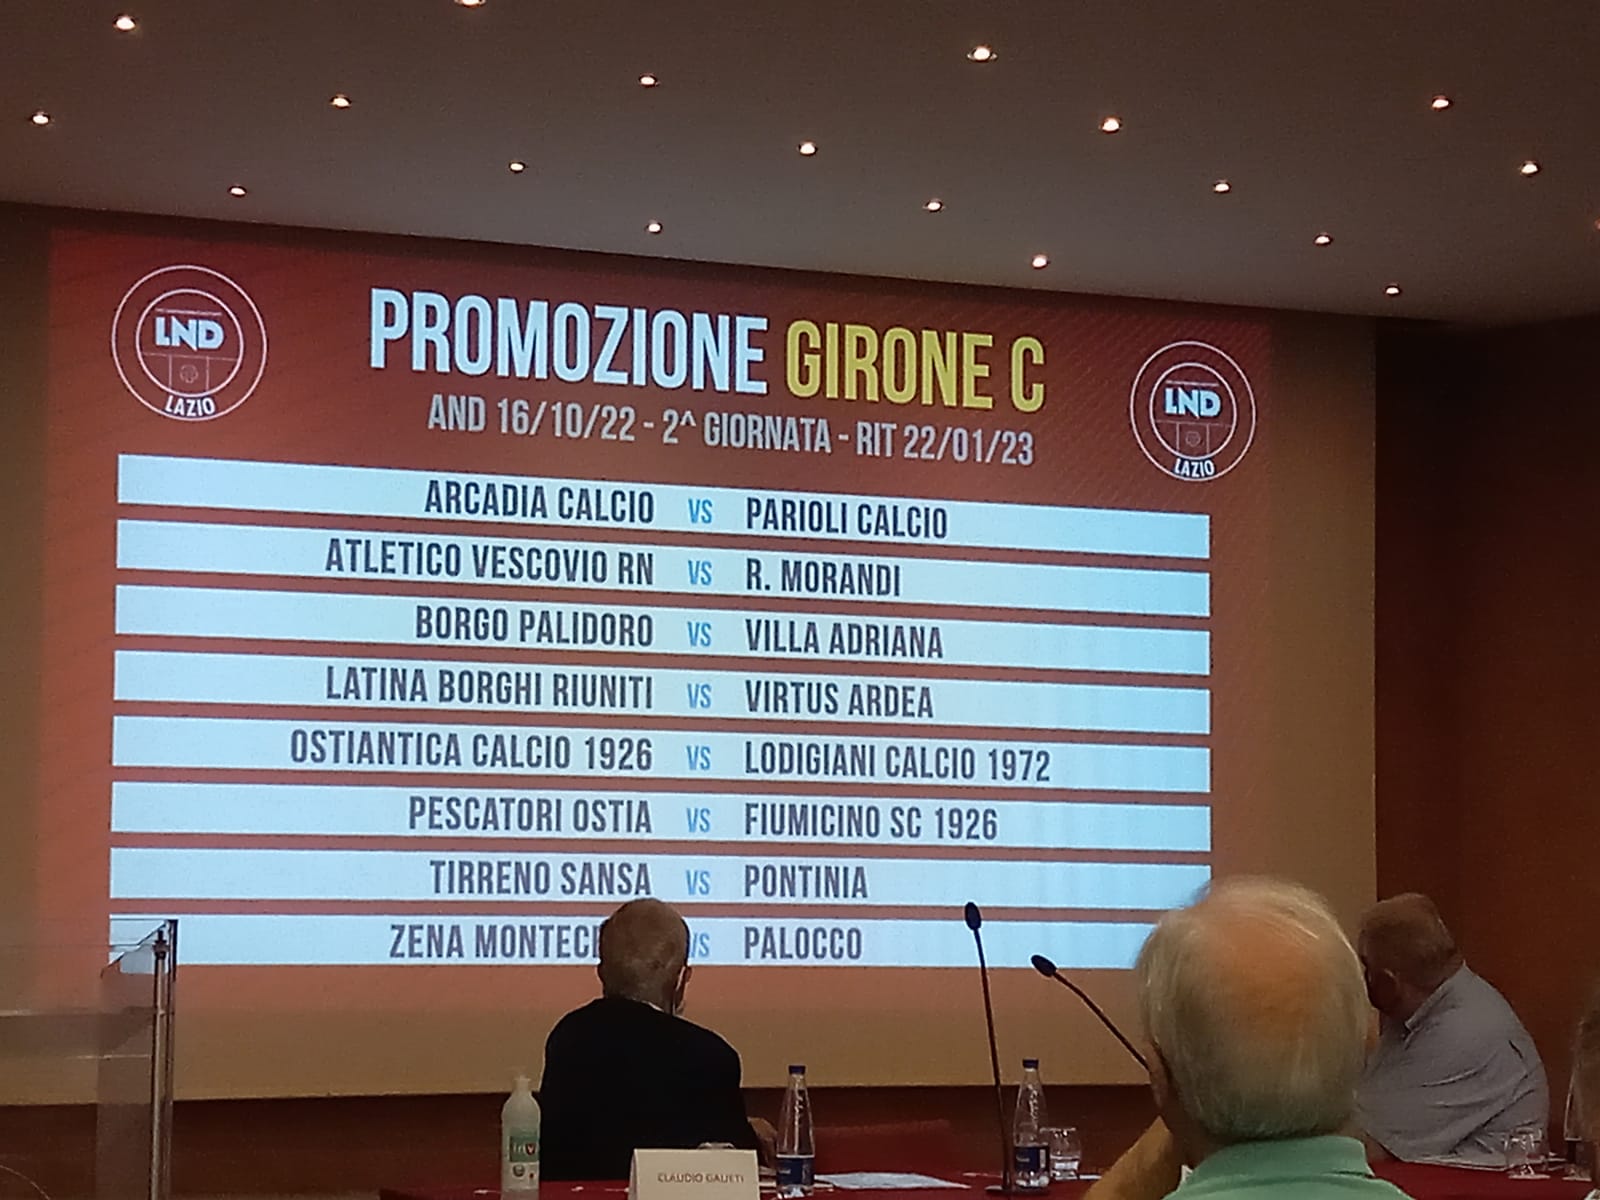 LND
LAZIO
PROMOZIONE GIRONE C
AND 16/10/22 - 2^ GIORNATA - RIT 22/01/23
LND
LAZIO
ARCADIA CALCIO VS PARIOLI CALCIO
ATLETICO VESCOVIO RN VS R. MORANDI
BORGO PALIDORO VS VILLA ADRIANA
LATINA BORGHI RIUNITI VS VIRTUS ARDEA
OSTIANTICA CALCIO 1926 VS LODIGIANI CALCIO 1972
PESCATORI OSTIA VS FIUMICINO SC 1926
TIRRENO SANSA VS PONTINIA
ZENA VS PALOCCO
CLAUDIO